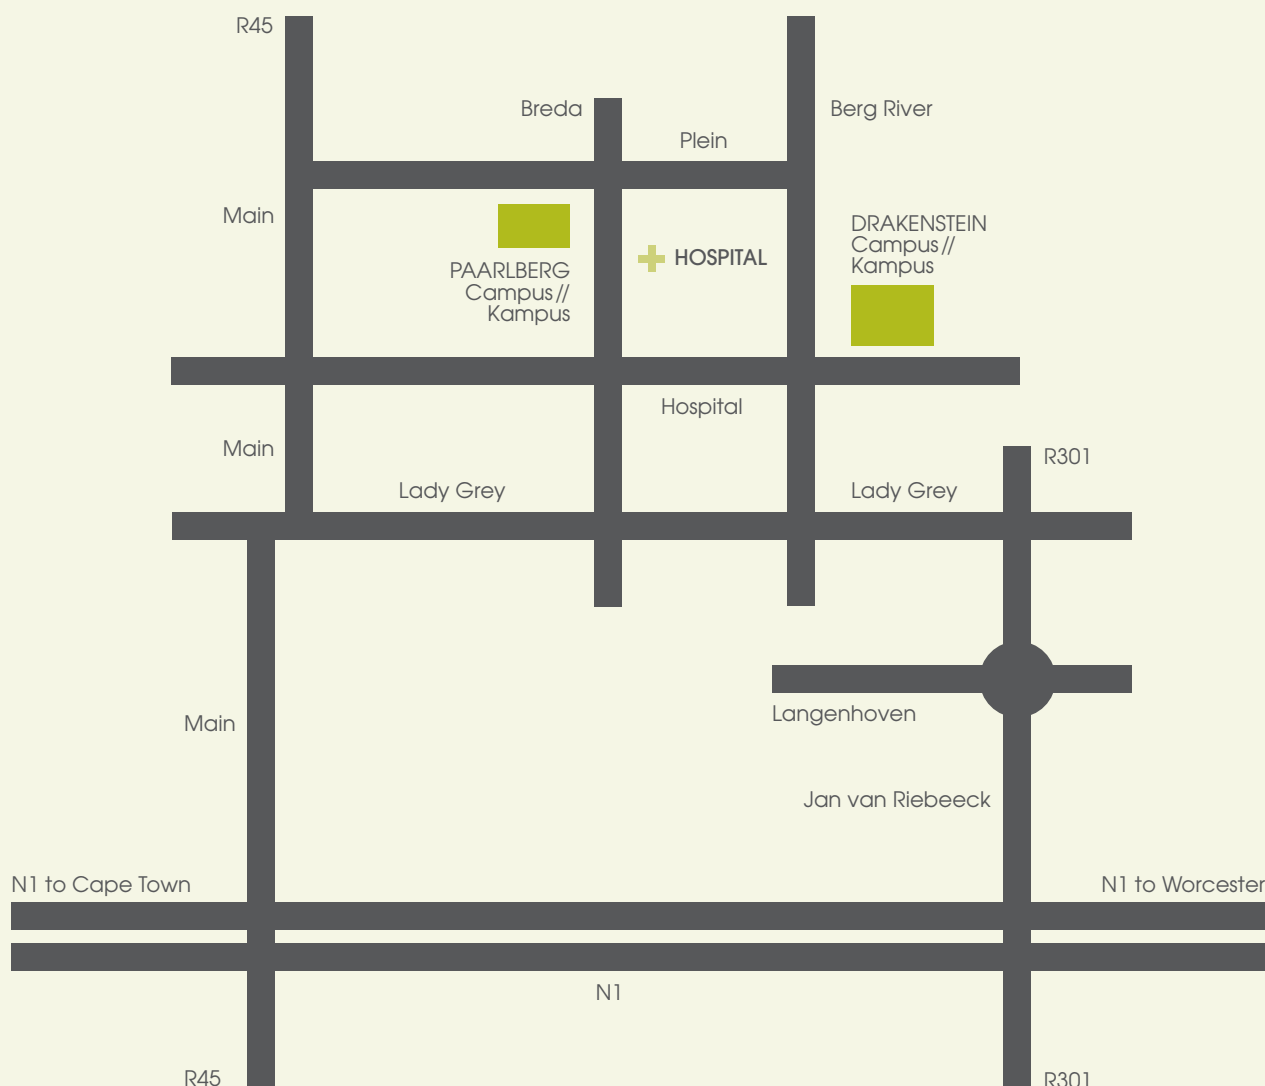 R45
Breda
Berg River
Plein
Main
DRAKENSTEIN
Campus//
Kampus
HOSPITAL
PAARLBERG
Campus//
Kampus
Hospital
Main
R301
Lady Grey
Lady Grey
Langenhoven
Main
Jan van Riebeeck
N1 to Cape Town
N1 to Worcester
N1
R45
R301